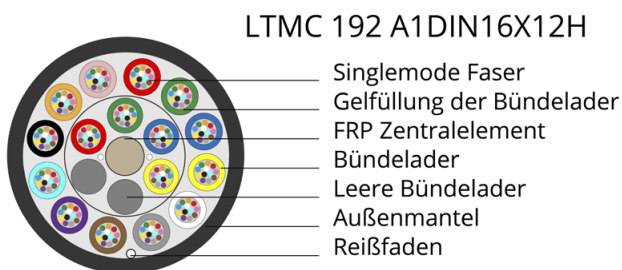 LTMC 192 A1DIN16X12H
Singlemode Faser
Gelfüllung der Bündelader
FRP Zentralelement
Bündelader
Leere Bündelader
Außenmantel
Reißfaden